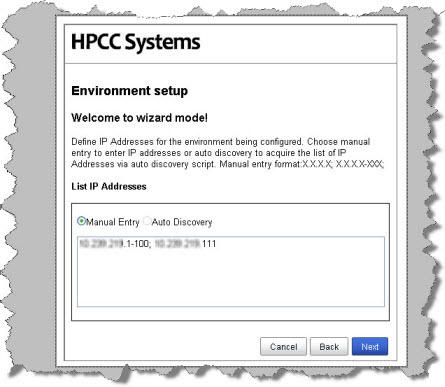 HPCC Systems
Environment setup
Welcome to wizard mode!
Define IP Addresses for the environment being configured. Choose manual
entry to enter IP addresses or auto discovery to acquire the list of IP
Addresses via auto discovery script. Manual entry format:X.X.X.X; X.X.X.X-XXX;
List IP Addresses
Manual Entry Auto Discovery
.1-100; .111
Cancel Back Next